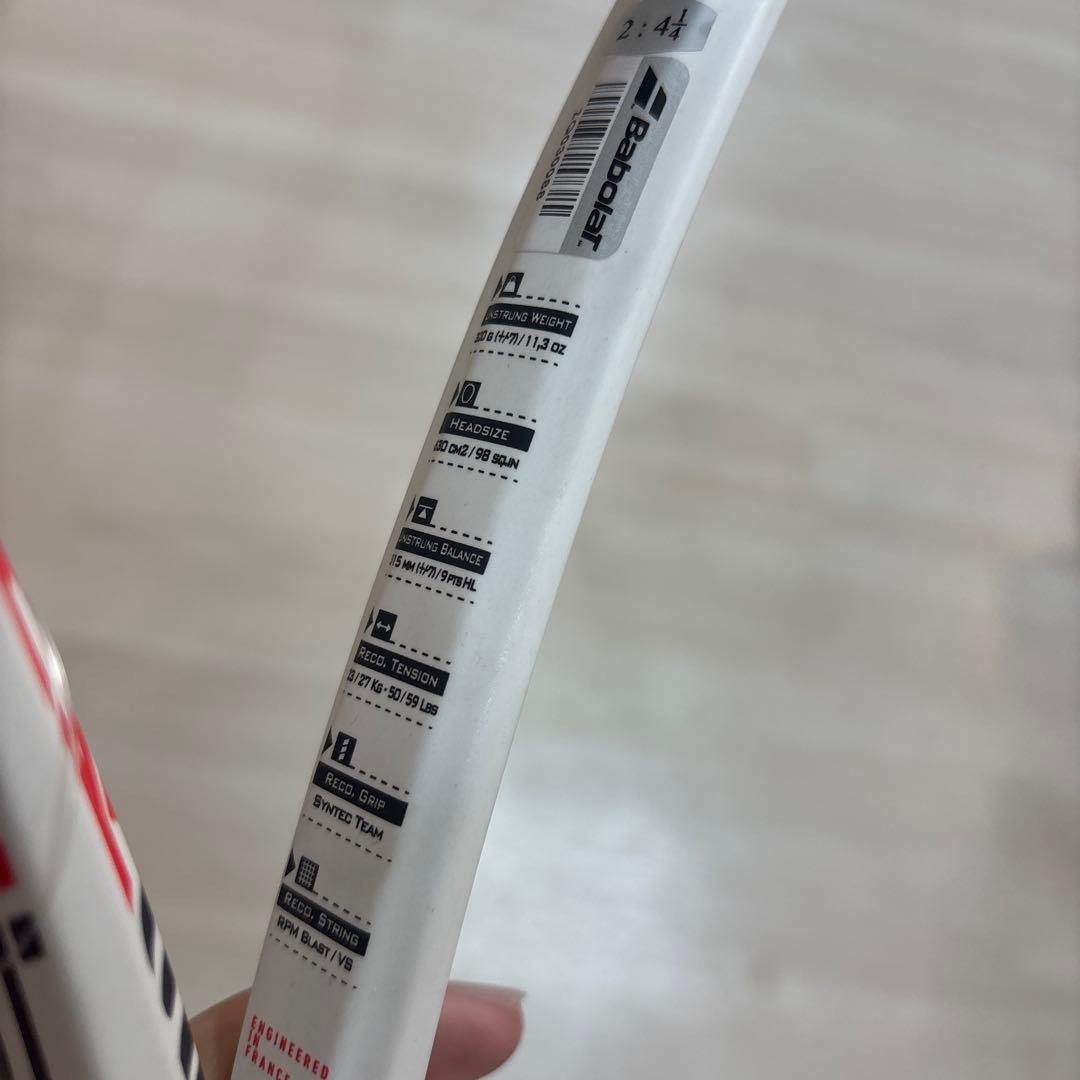 2 : 4 1/4
Babolat
UNSTRUNG WEIGHT
G (+/-7) / 11,3 OZ
HEADSIZE
630 CM2 / 98 SQ.IN
UNSTRUNG BALANCE
MM (+/-7) / 9 PTS HL
RECO. TENSION
23 / 27 KG · 50 / 59 LBS
RECO. GRIP
SYNTEC TEAM
RECO. STRING
RPM BLAST / VS
ENGINEERED
IN
FRANCE